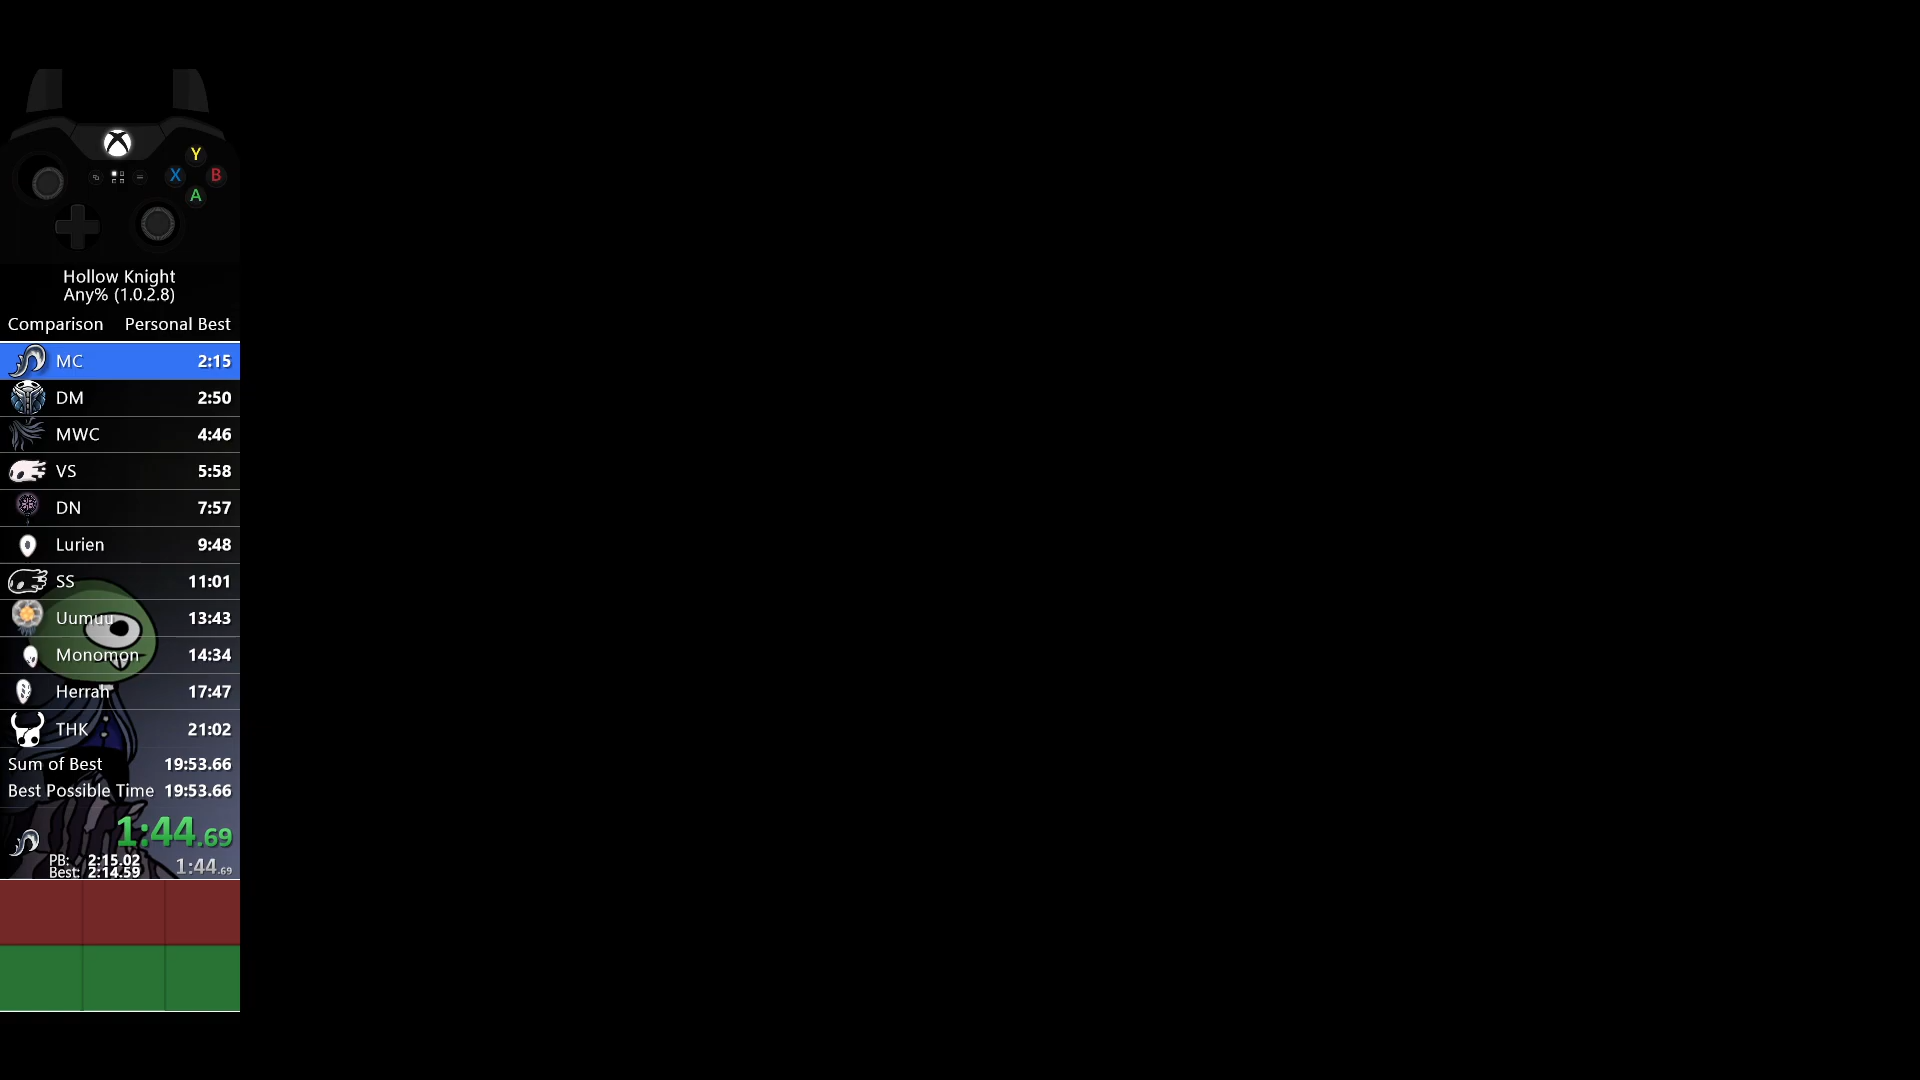 Y
X B
A
Hollow Knight
Any% (1.0.2.8)
Comparison Personal Best
MC 2:15
DM 2:50
MWC 4:46
VS 5:58
DN 7:57
Lurien 9:48
SS 11:01
Uumuu 13:43
Monomon 14:34
Herrah 17:47
THK 21:02
Sum of Best 19:53.66
Best Possible Time 19:53.66
1:44.69
PB: 2:15.02
Best: 2:14.59 1:44.69